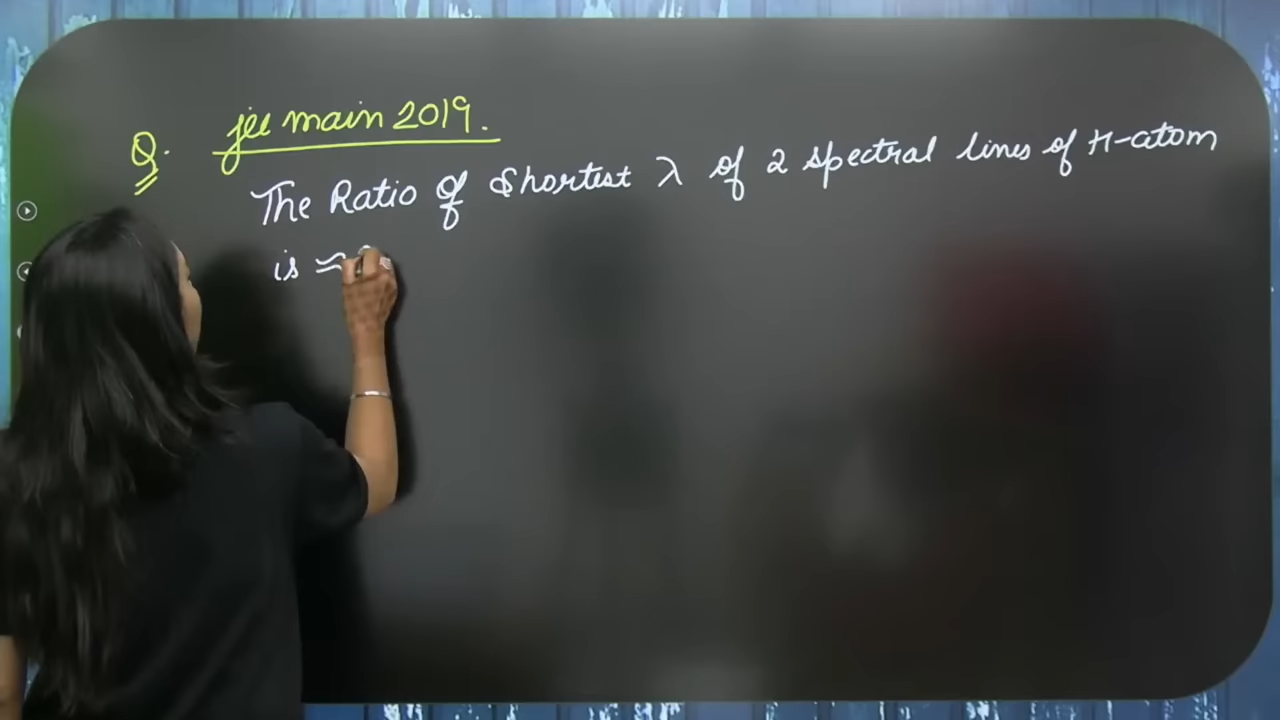 Q. jee main 2019.
The Ratio of Shortest λ of 2 spectral lines of H-atom
is ≈